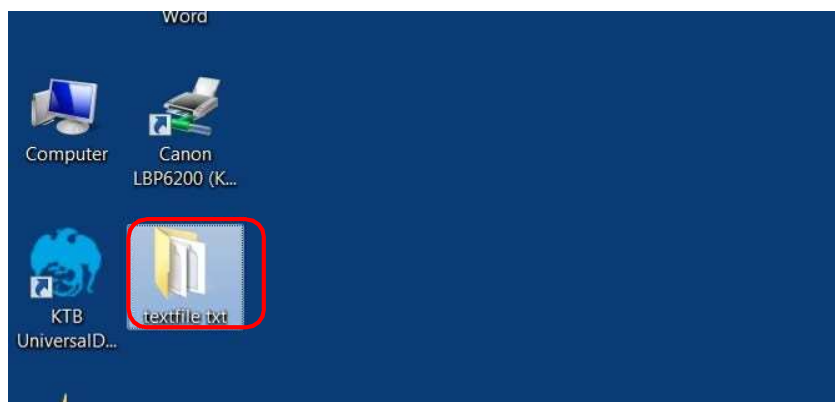 Word
Computer
Canon
LBP6200 (K...
KTB
UniversalD...
textfile txt